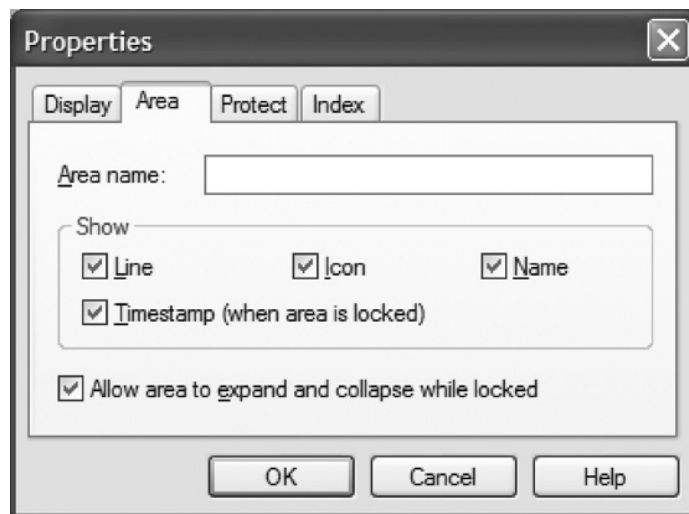 Properties
Display Area Protect Index
Area name:
Show
Line Icon Name
Timestamp (when area is locked)
Allow area to expand and collapse while locked
OK Cancel Help